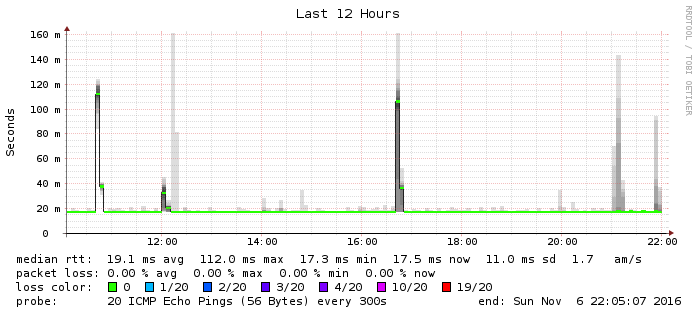 Last 12 Hours
RRDTOOL / TOBI OETIKER
Seconds
160 m
140 m
120 m
100 m
80 m
60 m
40 m
20 m
0
12:00 14:00 16:00 18:00 20:00 22:00
median rtt: 19.1 ms avg 112.0 ms max 17.3 ms min 17.5 ms now 11.0 ms sd 1.7 am/s
packet loss: 0.00 % avg 0.00 % max 0.00 % min 0.00 % now
loss color: 0 1/20 2/20 3/20 4/20 10/20 19/20
probe: 20 ICMP Echo Pings (56 Bytes) every 300s end: Sun Nov 6 22:05:07 2016